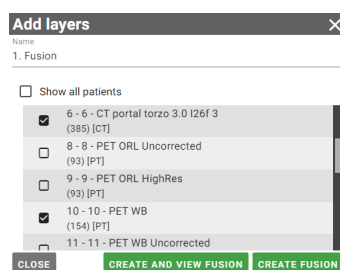 Add layers
Name
1. Fusion
Show all patients
6 - 6 - CT portal torzo 3.0 I26f 3
(385) [CT]
8 - 8 - PET ORL Uncorrected
(93) [PT]
9 - 9 - PET ORL HighRes
(93) [PT]
10 - 10 - PET WB
(154) [PT]
11 - 11 - PET WB Uncorrected
CLOSE
CREATE AND VIEW FUSION
CREATE FUSION